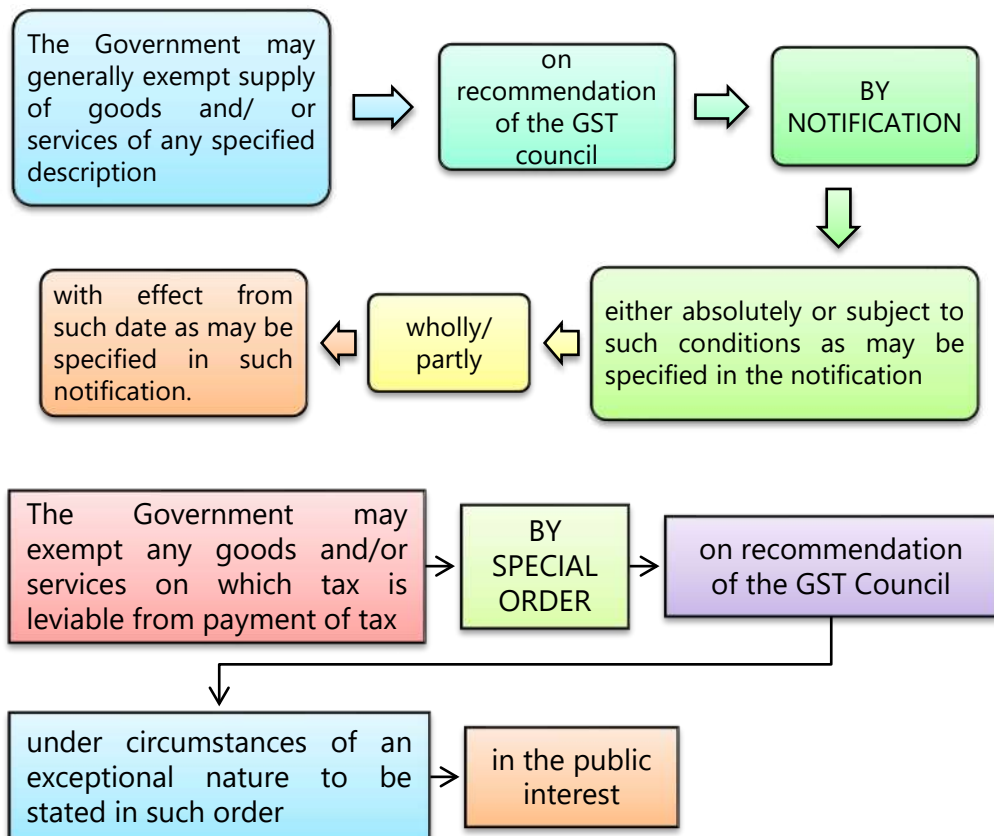 The Government may
generally exempt supply
of goods and/ or
services of any specified
description
on
recommendation
of the GST
council
BY
NOTIFICATION
either absolutely or subject to
such conditions as may be
specified in the notification
wholly/
partly
with effect from
such date as may be
specified in such
notification.
The Government may
exempt any goods and/or
services on which tax is
leviable from payment of tax
BY
SPECIAL
ORDER
on recommendation
of the GST Council
under circumstances of an
exceptional nature to be
stated in such order
in the public
interest